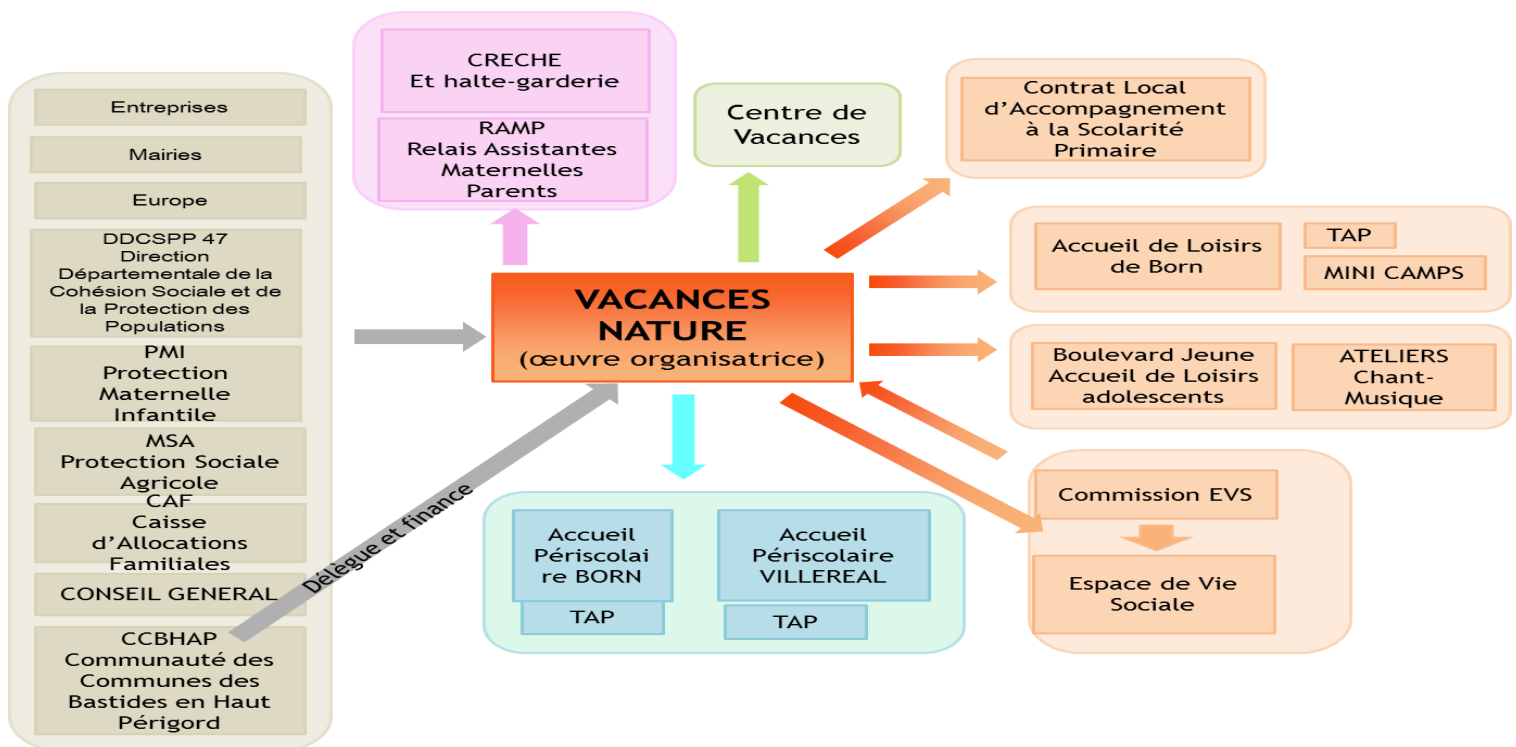 Entreprises
Mairies
Europe
DDCSPP 47
Direction
Départementale de la
Cohésion Sociale et de
la Protection des
Populations
PMI
Protection
Maternelle
Infantile
MSA
Protection Sociale
Agricole
CAF
Caisse
d’Allocations
Familiales
CONSEIL GENERAL
CCBHAP
Communauté des
Communes des
Bastides en Haut
Périgord
Délègue et finance
CRECHE
Et halte-garderie
RAMP
Relais Assistantes
Maternelles
Parents
Centre de
Vacances
Contrat Local
d’Accompagnement
à la Scolarité
Primaire
VACANCES
NATURE
(œuvre organisatrice)
Accueil de Loisirs
de Born
TAP
MINI CAMPS
Boulevard Jeune
Accueil de Loisirs
adolescents
ATELIERS
Chant-
Musique
Commission EVS
Espace de Vie
Sociale
Accueil
Périscolai
re BORN
TAP
Accueil
Périscolaire
VILLEREAL
TAP